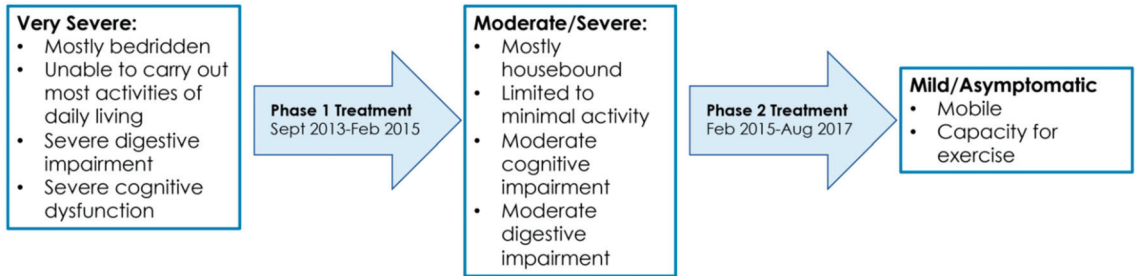 Very Severe:
• Mostly bedridden
• Unable to carry out
most activities of
daily living
• Severe digestive
impairment
• Severe cognitive
dysfunction
Phase 1 Treatment
Sept 2013-Feb 2015
Moderate/Severe:
• Mostly
housebound
• Limited to
minimal activity
• Moderate
cognitive
impairment
• Moderate
digestive
impairment
Phase 2 Treatment
Feb 2015-Aug 2017
Mild/Asymptomatic
• Mobile
• Capacity for
exercise